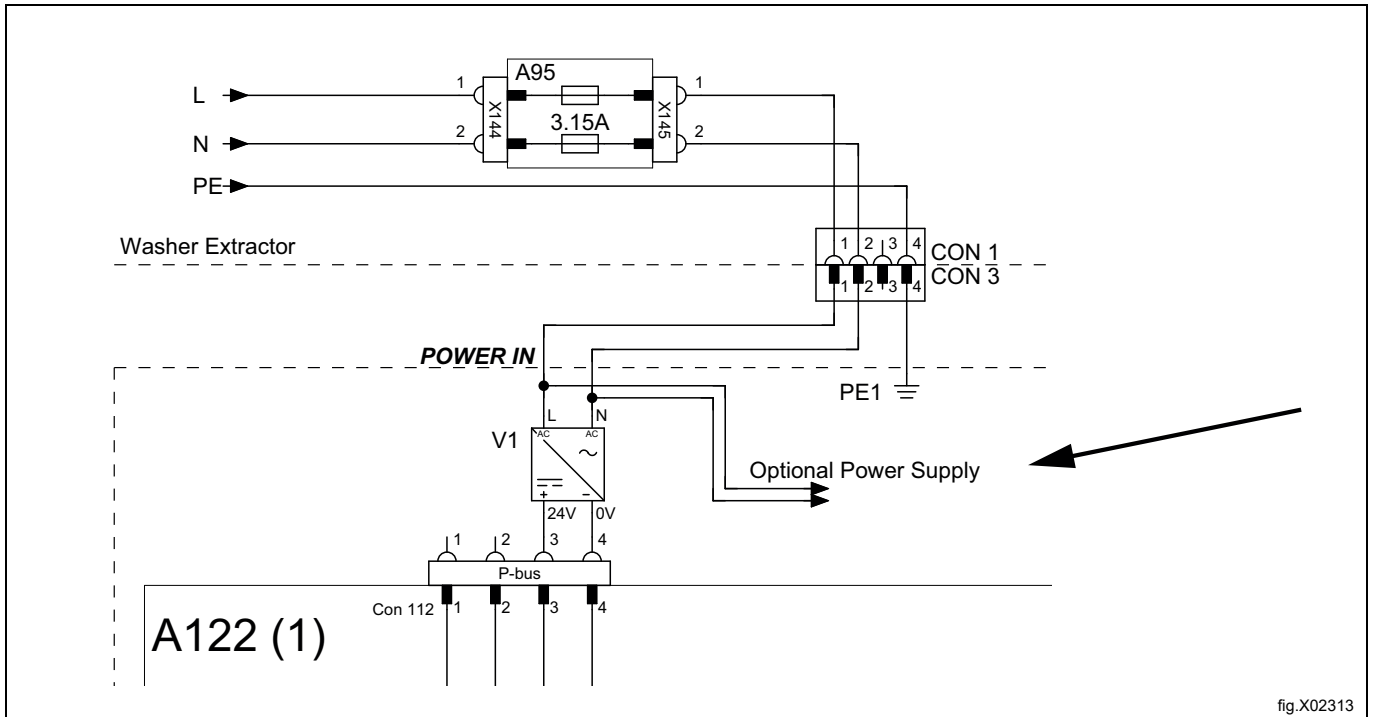 A95
L
1
X144
3.15A
X145
1
N
2
2
PE
Washer Extractor
1 2 3 4
CON 1
CON 3
1 2 3 4
POWER IN
PE1
L N
V1
AC AC
Optional Power Supply
+ -
24V 0V
1 2 3 4
P-bus
Con 112
1 2 3 4
A122 (1)
fig.X02313